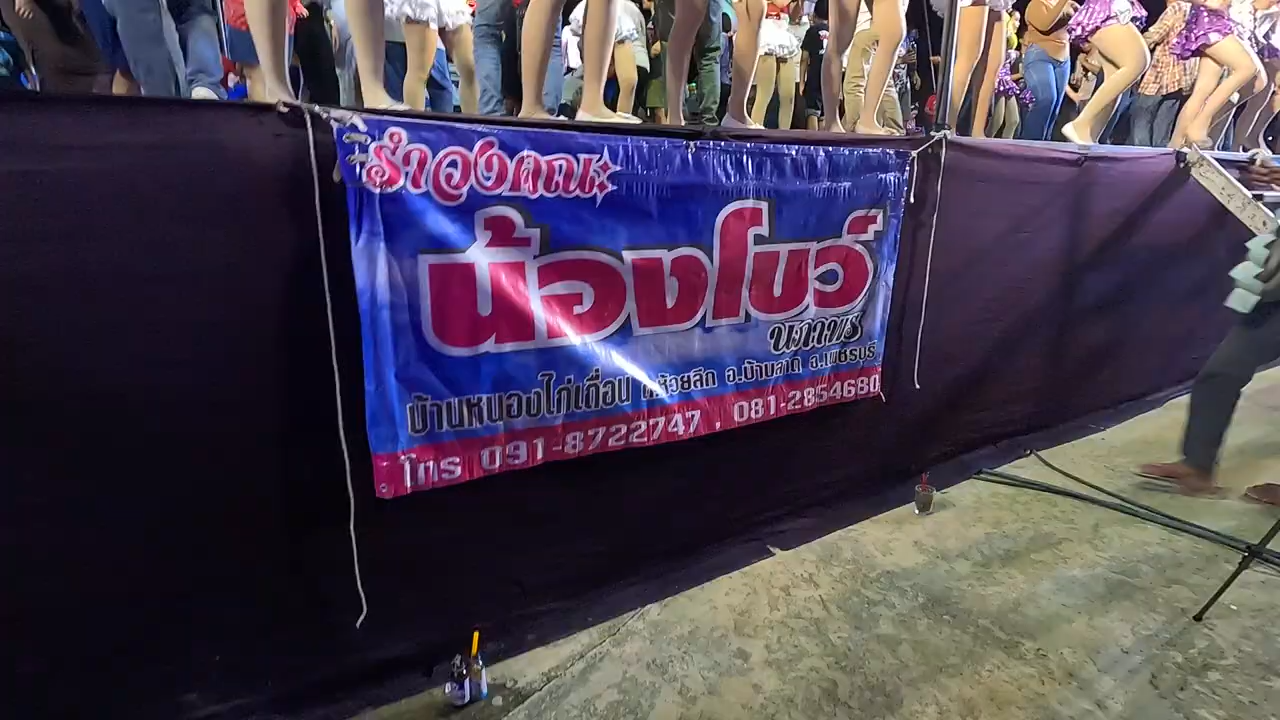 รำวงคณะ
น้องโบว์
นภาพร
บ้านหนองไก่เถื่อน ต.ห้วยลึก อ.บ้านลาด จ.เพชรบุรี
โทร 091-8722747 , 081-2854680